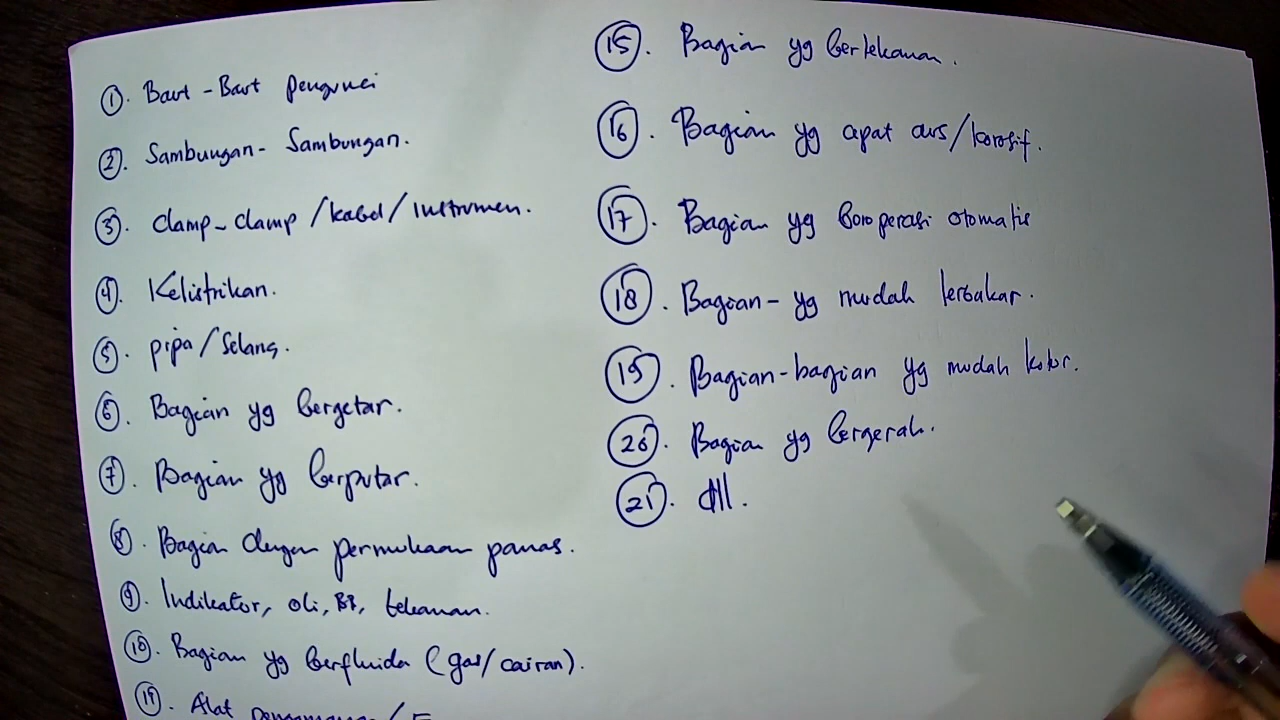 1. Baut - Baut pengunci
2. Sambungan - Sambungan.
3. Clamp - clamp / kabel / instrumen.
4. Kelistrikan.
5. pipa / Selang.
6. Bagian yg bergetar.
7. Bagian yg berputar.
8. Bagian dengan permukaan panas.
9. Indikator, oli, BB, tekanan.
10. Bagian yg berfluida (gas/cairan).
11. Alat
15. Bagian yg bertekanan.
16. Bagian yg apat aus/korosif.
17. Bagian yg beroperasi otomatis
18. Bagian - yg mudah terbakar.
19. Bagian-bagian yg mudah kotor.
20. Bagian yg bergerak.
21. dll.